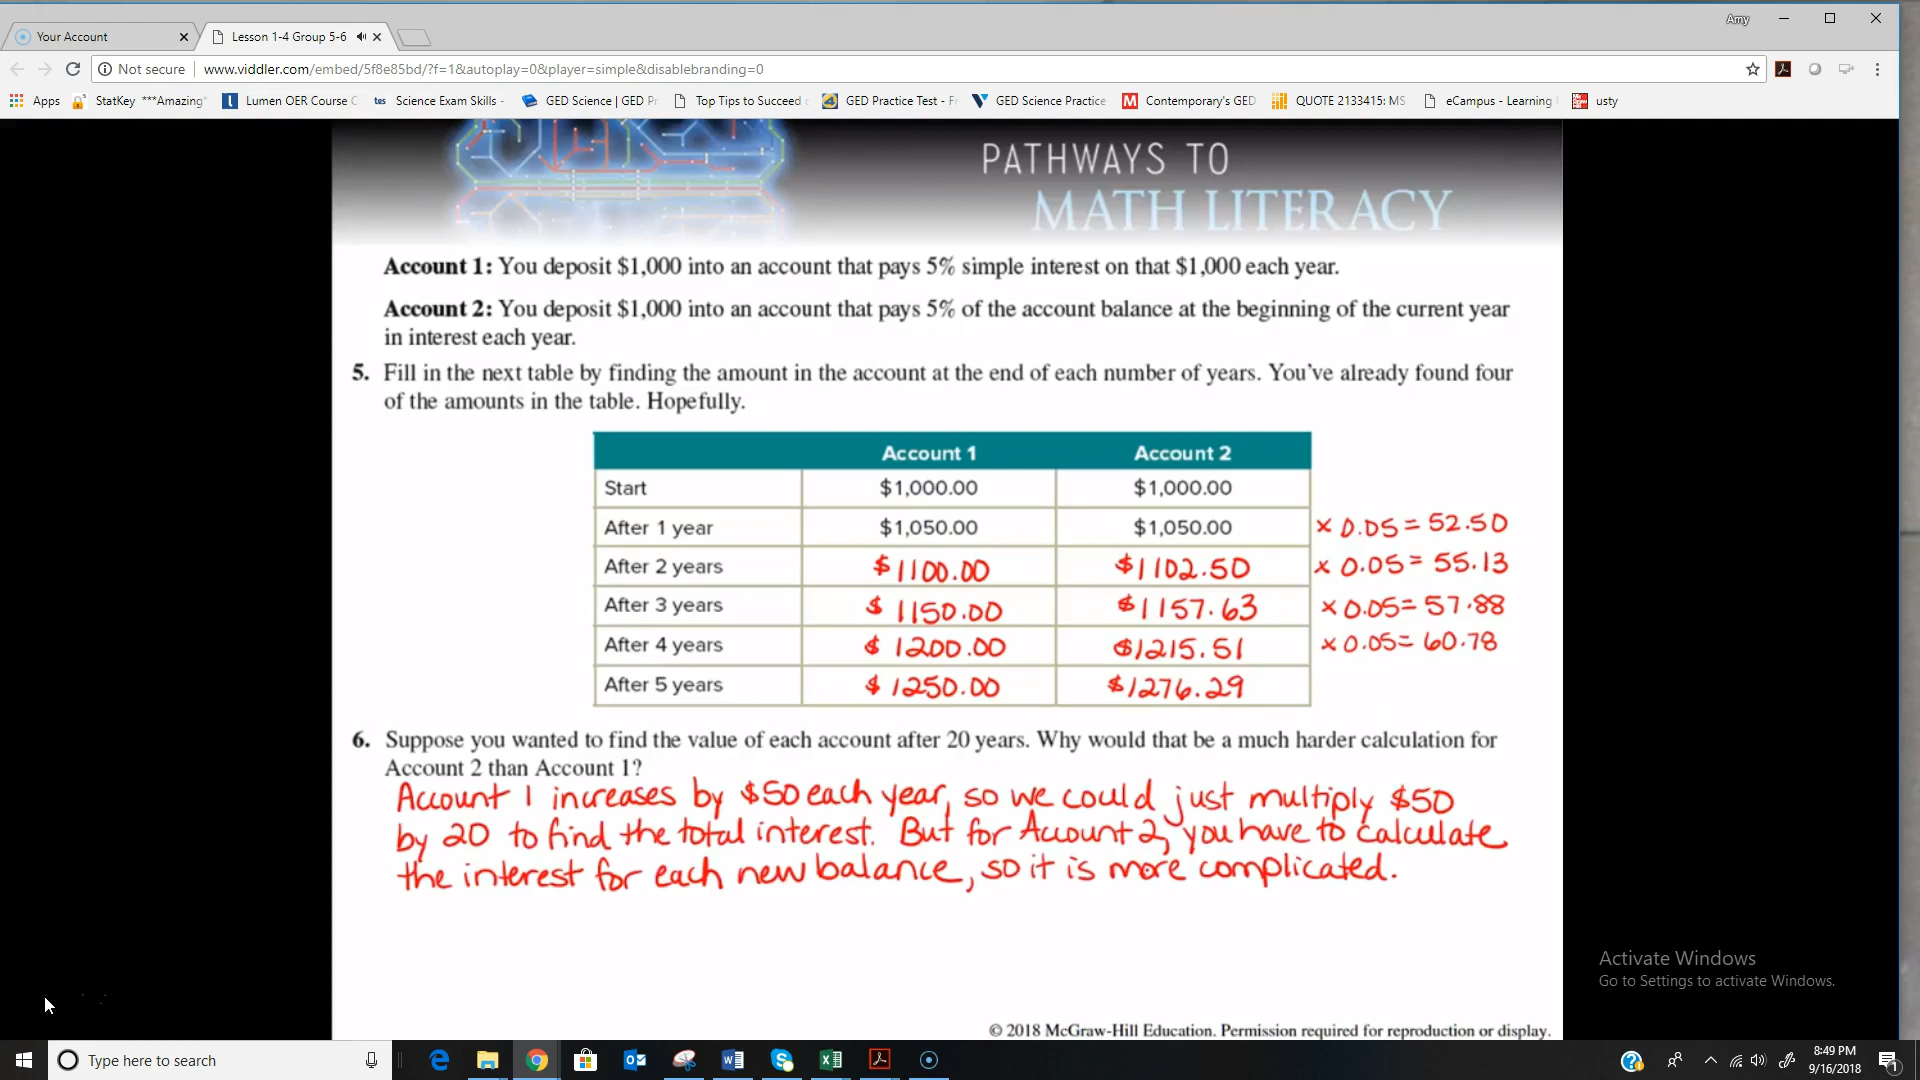 Amy
Your Account
Lesson 1-4 Group 5-6
Not secure
www.viddler.com/embed/5f8e85bd/?f=1&autoplay=0&player=simple&disablebranding=0
Apps
StatKey ***Amazing
Lumen OER Course C
tes Science Exam Skills -
GED Science | GED Pr
Top Tips to Succeed
GED Practice Test - Fr
GED Science Practice
Contemporary's GED
QUOTE 2133415: MS
eCampus - Learning
usty
PATHWAYS TO
MATH LITERACY
Account 1: You deposit $1,000 into an account that pays 5% simple interest on that $1,000 each year.
Account 2: You deposit $1,000 into an account that pays 5% of the account balance at the beginning of the current year
in interest each year.
5. Fill in the next table by finding the amount in the account at the end of each number of years. You've already found four
of the amounts in the table. Hopefully.
Account 1 Account 2
Start $1,000.00 $1,000.00
After 1 year $1,050.00 $1,050.00 x 0.05 = 52.50
After 2 years $1100.00 $1102.50 x 0.05 = 55.13
After 3 years $1150.00 $1157.63 x 0.05 = 57.88
After 4 years $1200.00 $1215.51 x 0.05 = 60.78
After 5 years $1250.00 $1276.29
6. Suppose you wanted to find the value of each account after 20 years. Why would that be a much harder calculation for
Account 2 than Account 1?
Account 1 increases by $50 each year, so we could just multiply $50
by 20 to find the total interest. But for Account 2, you have to calculate
the interest for each new balance, so it is more complicated.
Activate Windows
Go to Settings to activate Windows.
© 2018 McGraw-Hill Education. Permission required for reproduction or display.
Type here to search
8:49 PM
9/16/2018